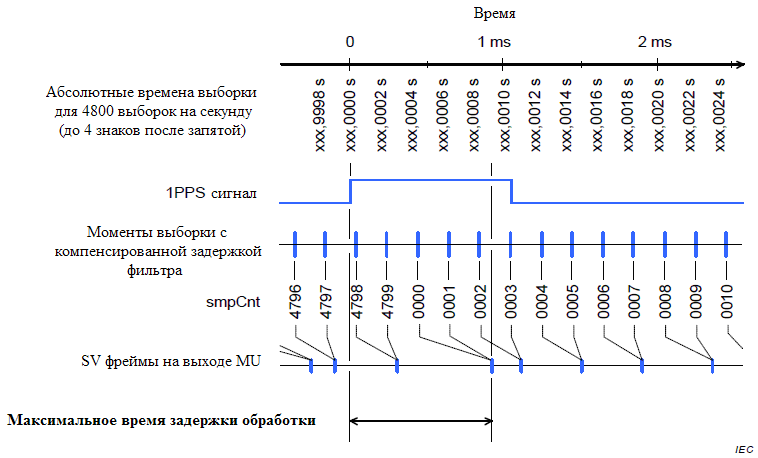 Время
0 1 ms 2 ms
Абсолютные времена выборки
для 4800 выборок на секунду
(до 4 знаков после запятой)
xxx,9998 s
xxx,0000 s
xxx,0002 s
xxx,0004 s
xxx,0006 s
xxx,0008 s
xxx,0010 s
xxx,0012 s
xxx,0014 s
xxx,0016 s
xxx,0018 s
xxx,0020 s
xxx,0022 s
xxx,0024 s
1PPS сигнал
Моменты выборки с
компенсированной задержкой
фильтра
smpCnt
4796
4797
4798
4799
0000
0001
0002
0003
0004
0005
0006
0007
0008
0009
0010
SV фреймы на выходе MU
Максимальное время задержки обработки
IEC